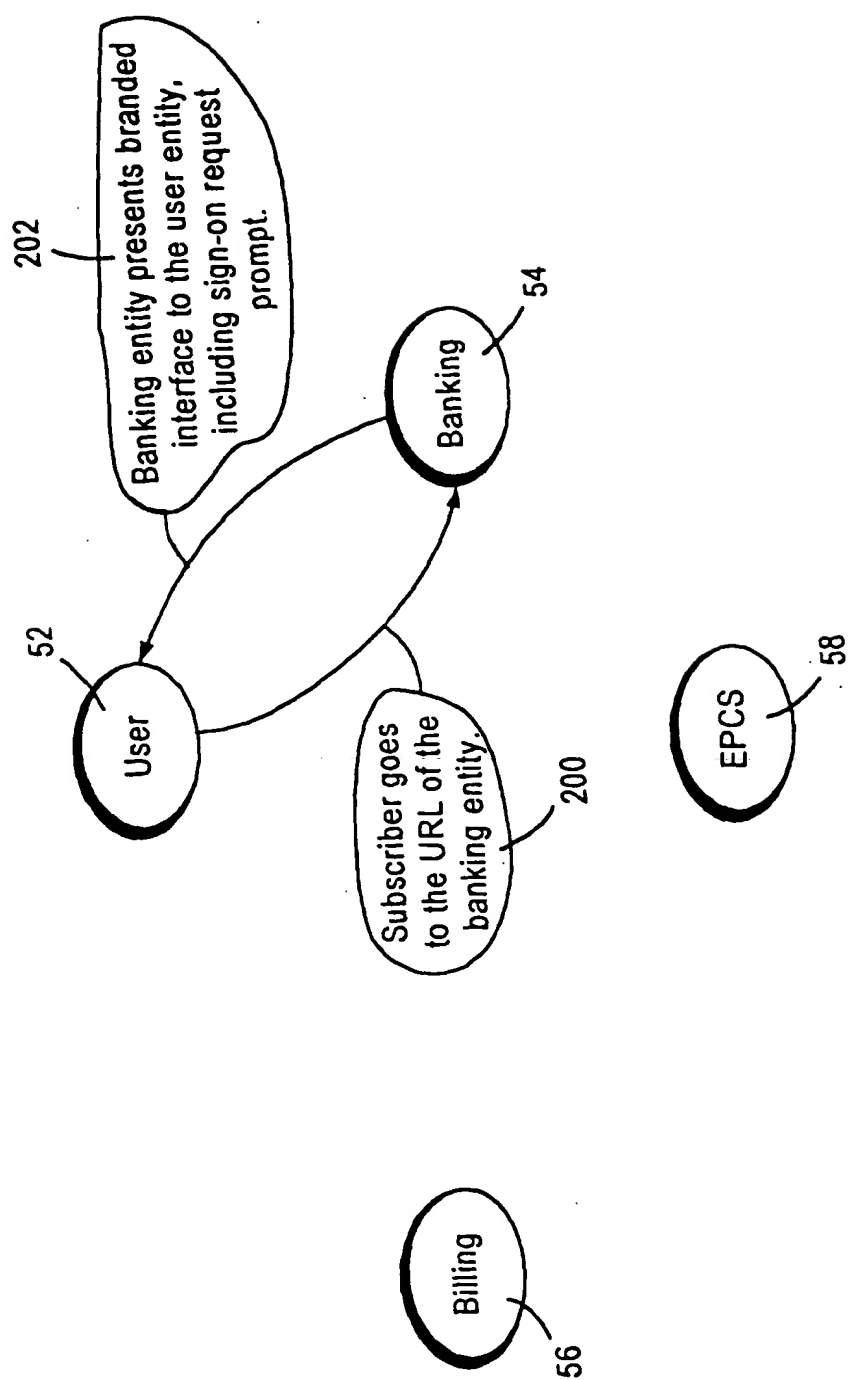 202
Banking entity presents branded
interface to the user entity,
including sign-on request
prompt.
52
User
Banking
54
Subscriber goes
to the URL of the
banking entity.
200
Billing
56
EPCS
58